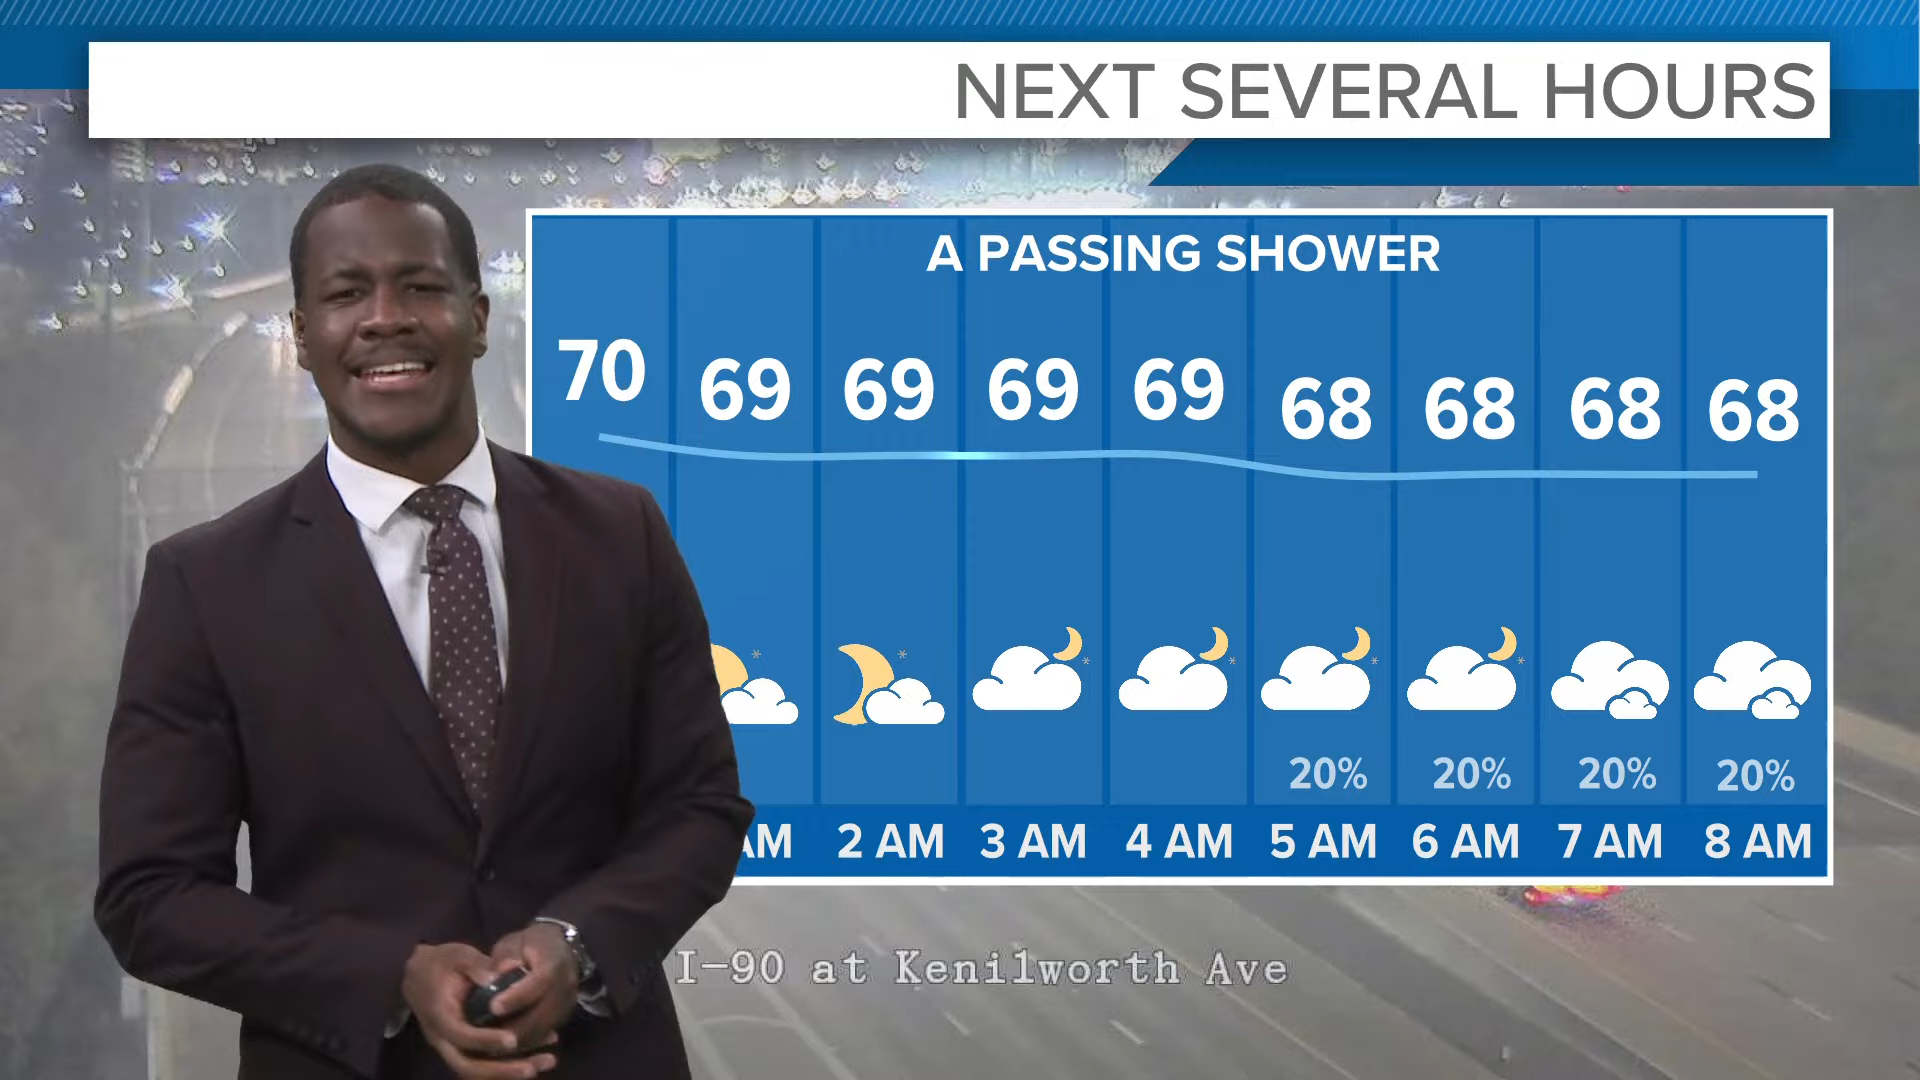 NEXT SEVERAL HOURS
A PASSING SHOWER
70 69 69 69 69 68 68 68 68
20% 20% 20% 20%
AM 2 AM 3 AM 4 AM 5 AM 6 AM 7 AM 8 AM
I-90 at Kenilworth Ave